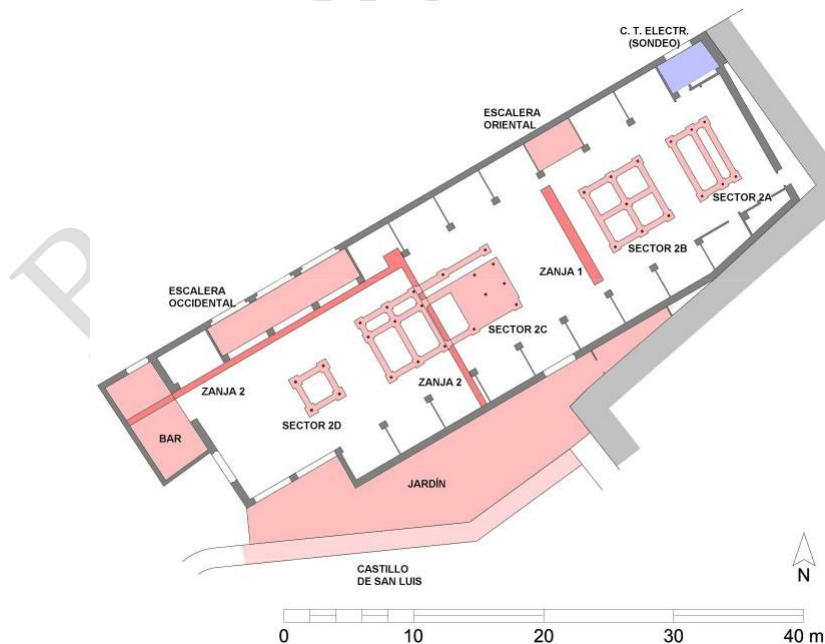 C. T. ELECTR.
(SONDEO)
ESCALERA
ORIENTAL
SECTOR 2A
SECTOR 2B
ZANJA 1
ESCALERA
OCCIDENTAL
SECTOR 2C
ZANJA 2
ZANJA 2
SECTOR 2D
BAR
JARDÍN
CASTILLO
DE SAN LUIS
N
0 10 20 30 40 m